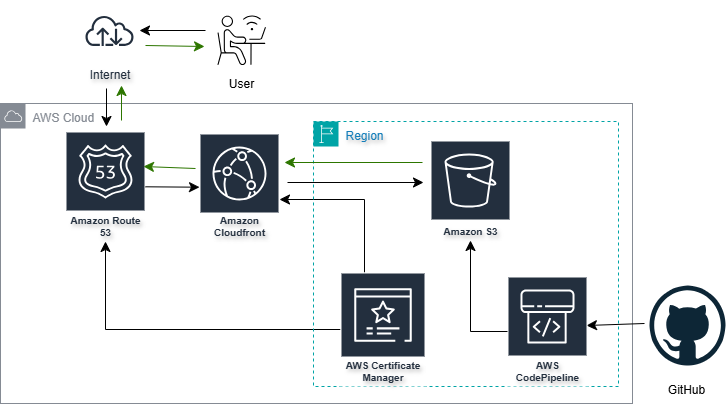 Internet
User
AWS Cloud
Region
53
Amazon Route
53
Amazon
Cloudfront
Amazon S3
AWS Certificate
Manager
AWS
CodePipeline
GitHub